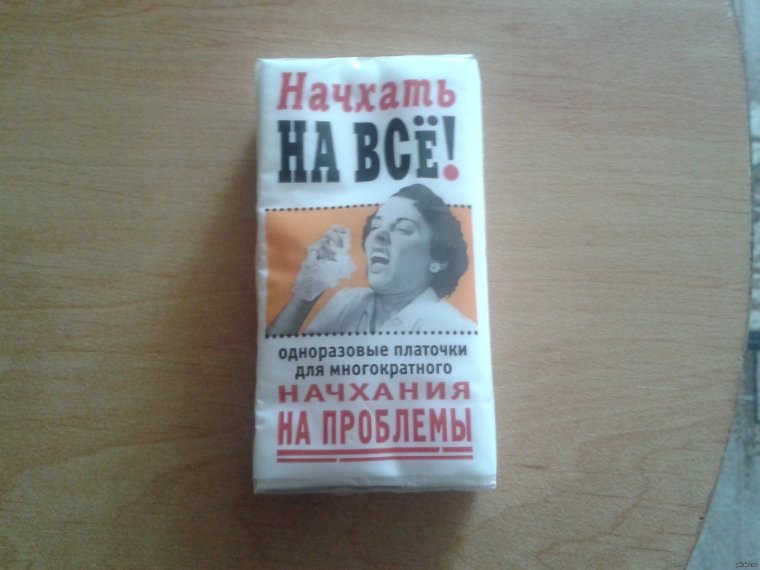 Начхать
НА ВСЁ!
одноразовые платочки
для многократного
НАЧХАНИЯ
НА ПРОБЛЕМЫ